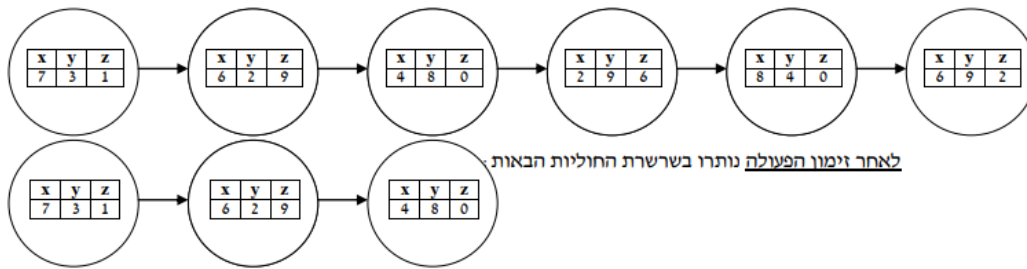 x y z x y z x y z x y z x y z x y z
7 3 1 6 2 9 4 8 0 2 9 6 8 4 0 6 9 2
לאחר זימון הפעולה נותרו בשרשרת החוליות הבאות:
x y z x y z x y z
7 3 1 6 2 9 4 8 0